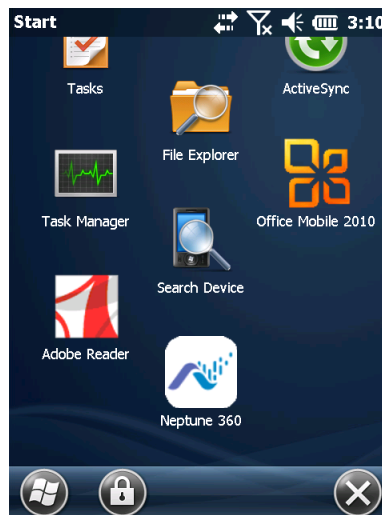 Start 3:10
Tasks
ActiveSync
File Explorer
Task Manager
Office Mobile 2010
Search Device
Adobe Reader
Neptune 360